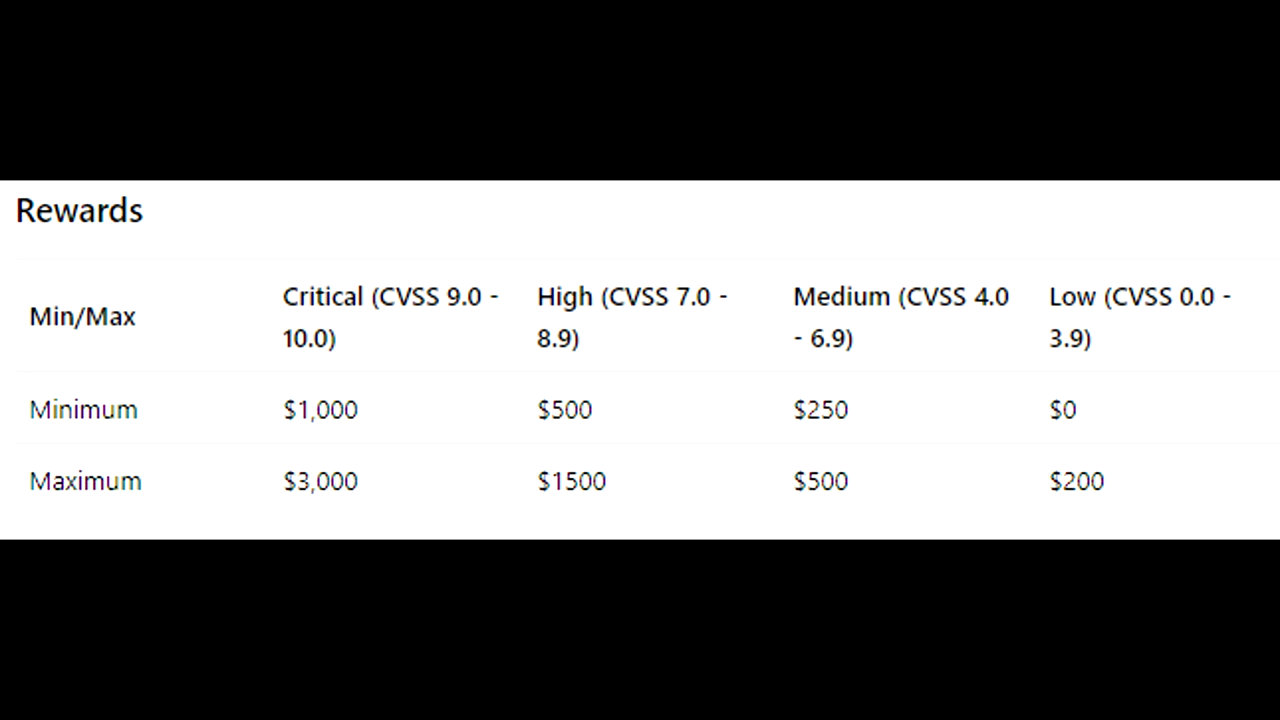 Rewards
Min/Max
Critical (CVSS 9.0 -
10.0)
High (CVSS 7.0 -
8.9)
Medium (CVSS 4.0
- 6.9)
Low (CVSS 0.0 -
3.9)
Minimum $1,000 $500 $250 $0
Maximum $3,000 $1500 $500 $200